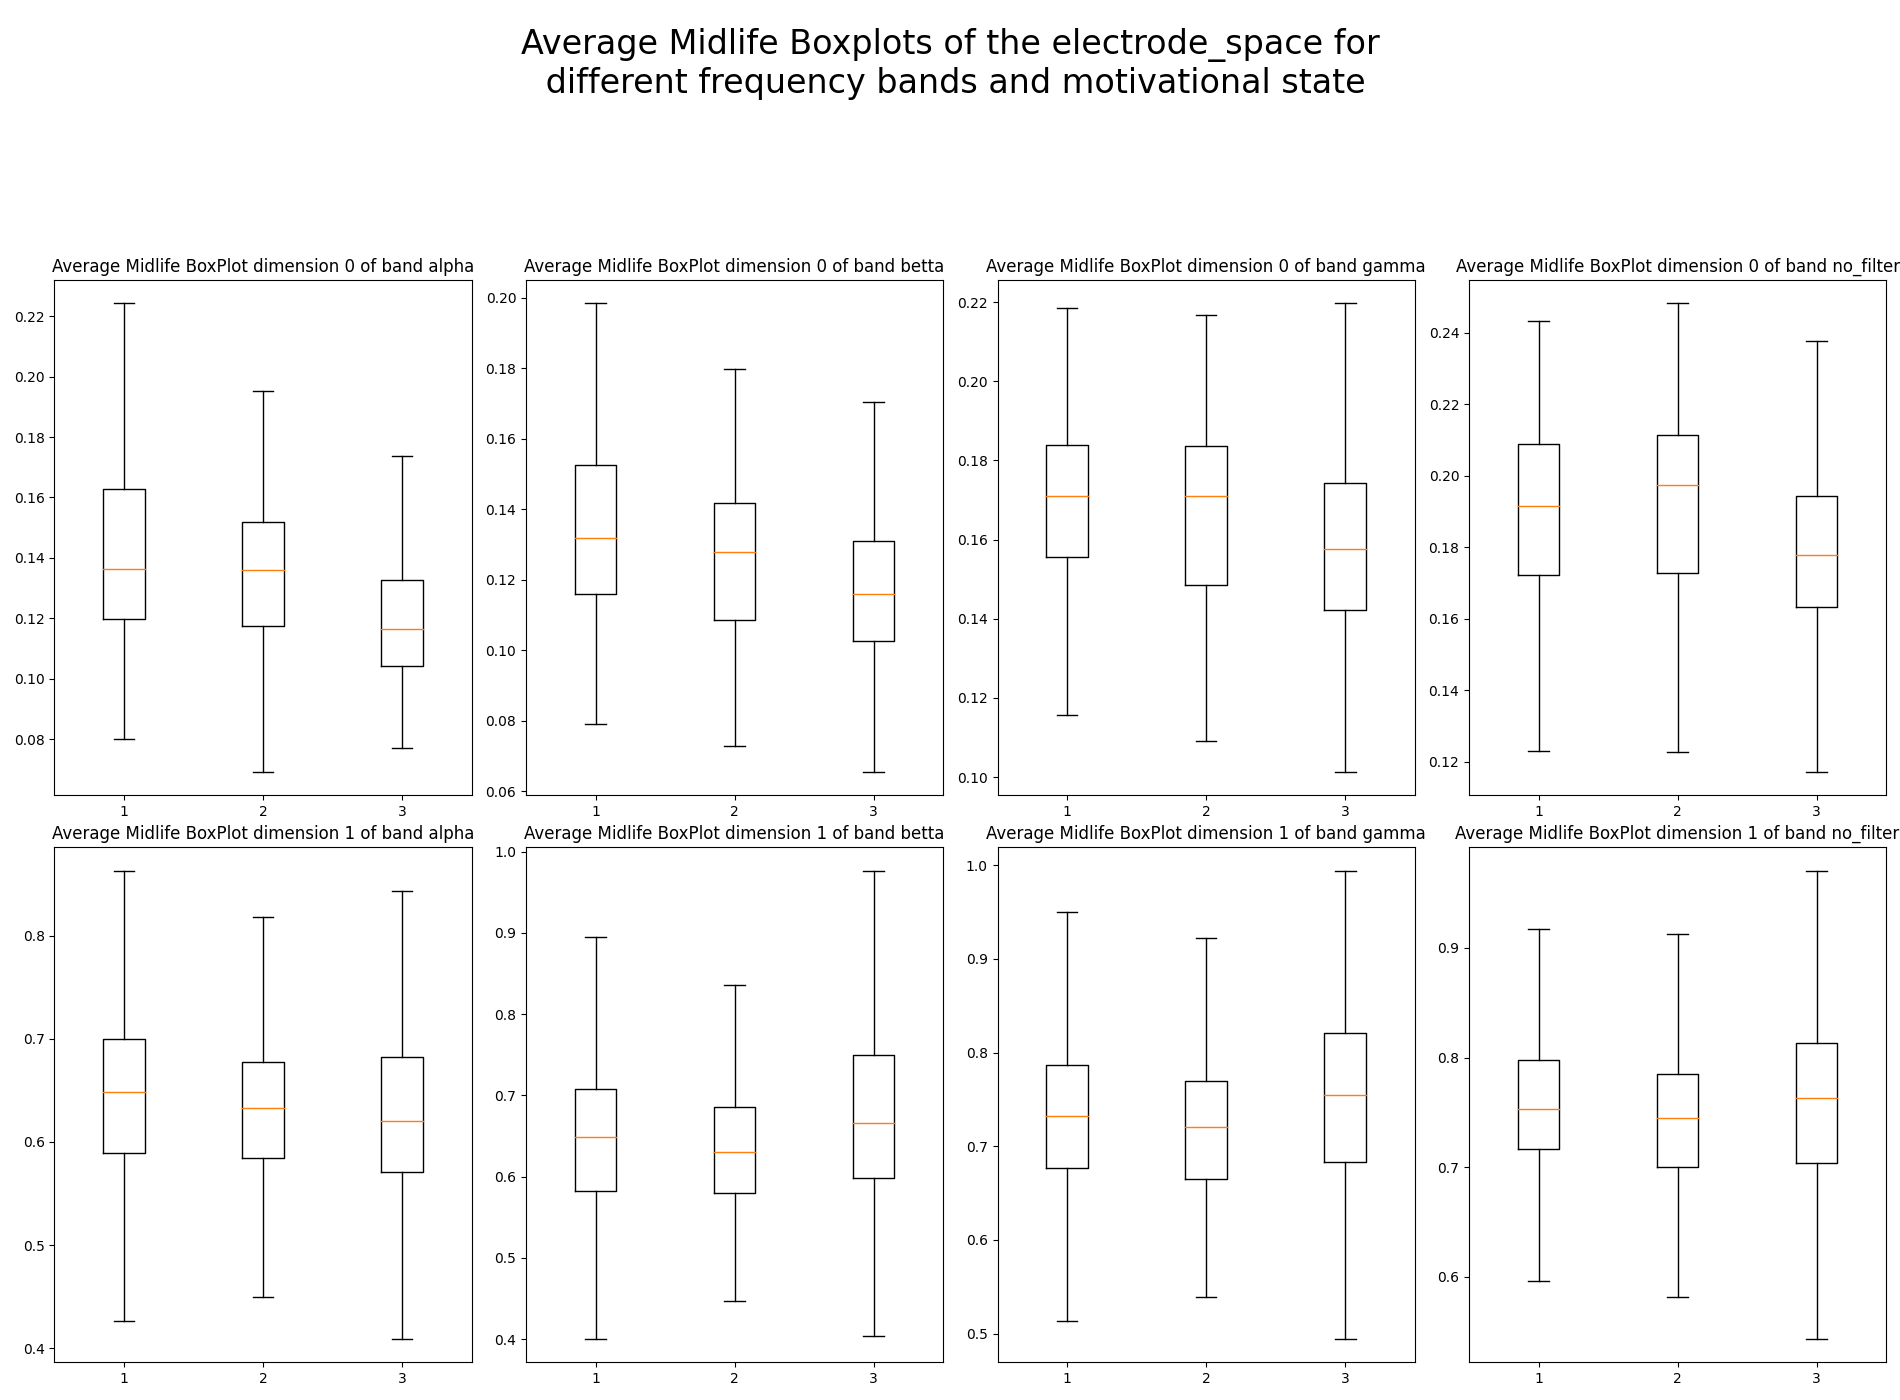 Average Midlife Boxplots of the electrode_space for
different frequency bands and motivational state
Average Midlife BoxPlot dimension 0 of band alpha
0.22
0.20
0.18
0.16
0.14
0.12
0.10
0.08
1 2 3
Average Midlife BoxPlot dimension 0 of band betta
0.20
0.18
0.16
0.14
0.12
0.10
0.08
0.06
1 2 3
Average Midlife BoxPlot dimension 0 of band gamma
0.22
0.20
0.18
0.16
0.14
0.12
0.10
1 2 3
Average Midlife BoxPlot dimension 0 of band no_filter
0.24
0.22
0.20
0.18
0.16
0.14
0.12
1 2 3
Average Midlife BoxPlot dimension 1 of band alpha
0.8
0.7
0.6
0.5
0.4
1 2 3
Average Midlife BoxPlot dimension 1 of band betta
1.0
0.9
0.8
0.7
0.6
0.5
0.4
1 2 3
Average Midlife BoxPlot dimension 1 of band gamma
1.0
0.9
0.8
0.7
0.6
0.5
1 2 3
Average Midlife BoxPlot dimension 1 of band no_filter
0.9
0.8
0.7
0.6
1 2 3